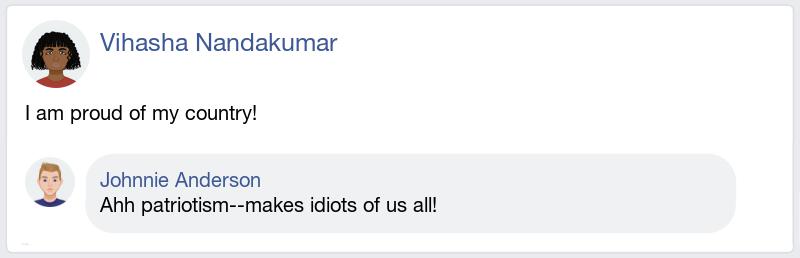 Vihasha Nandakumar
I am proud of my country!
Johnnie Anderson
Ahh patriotism--makes idiots of us all!